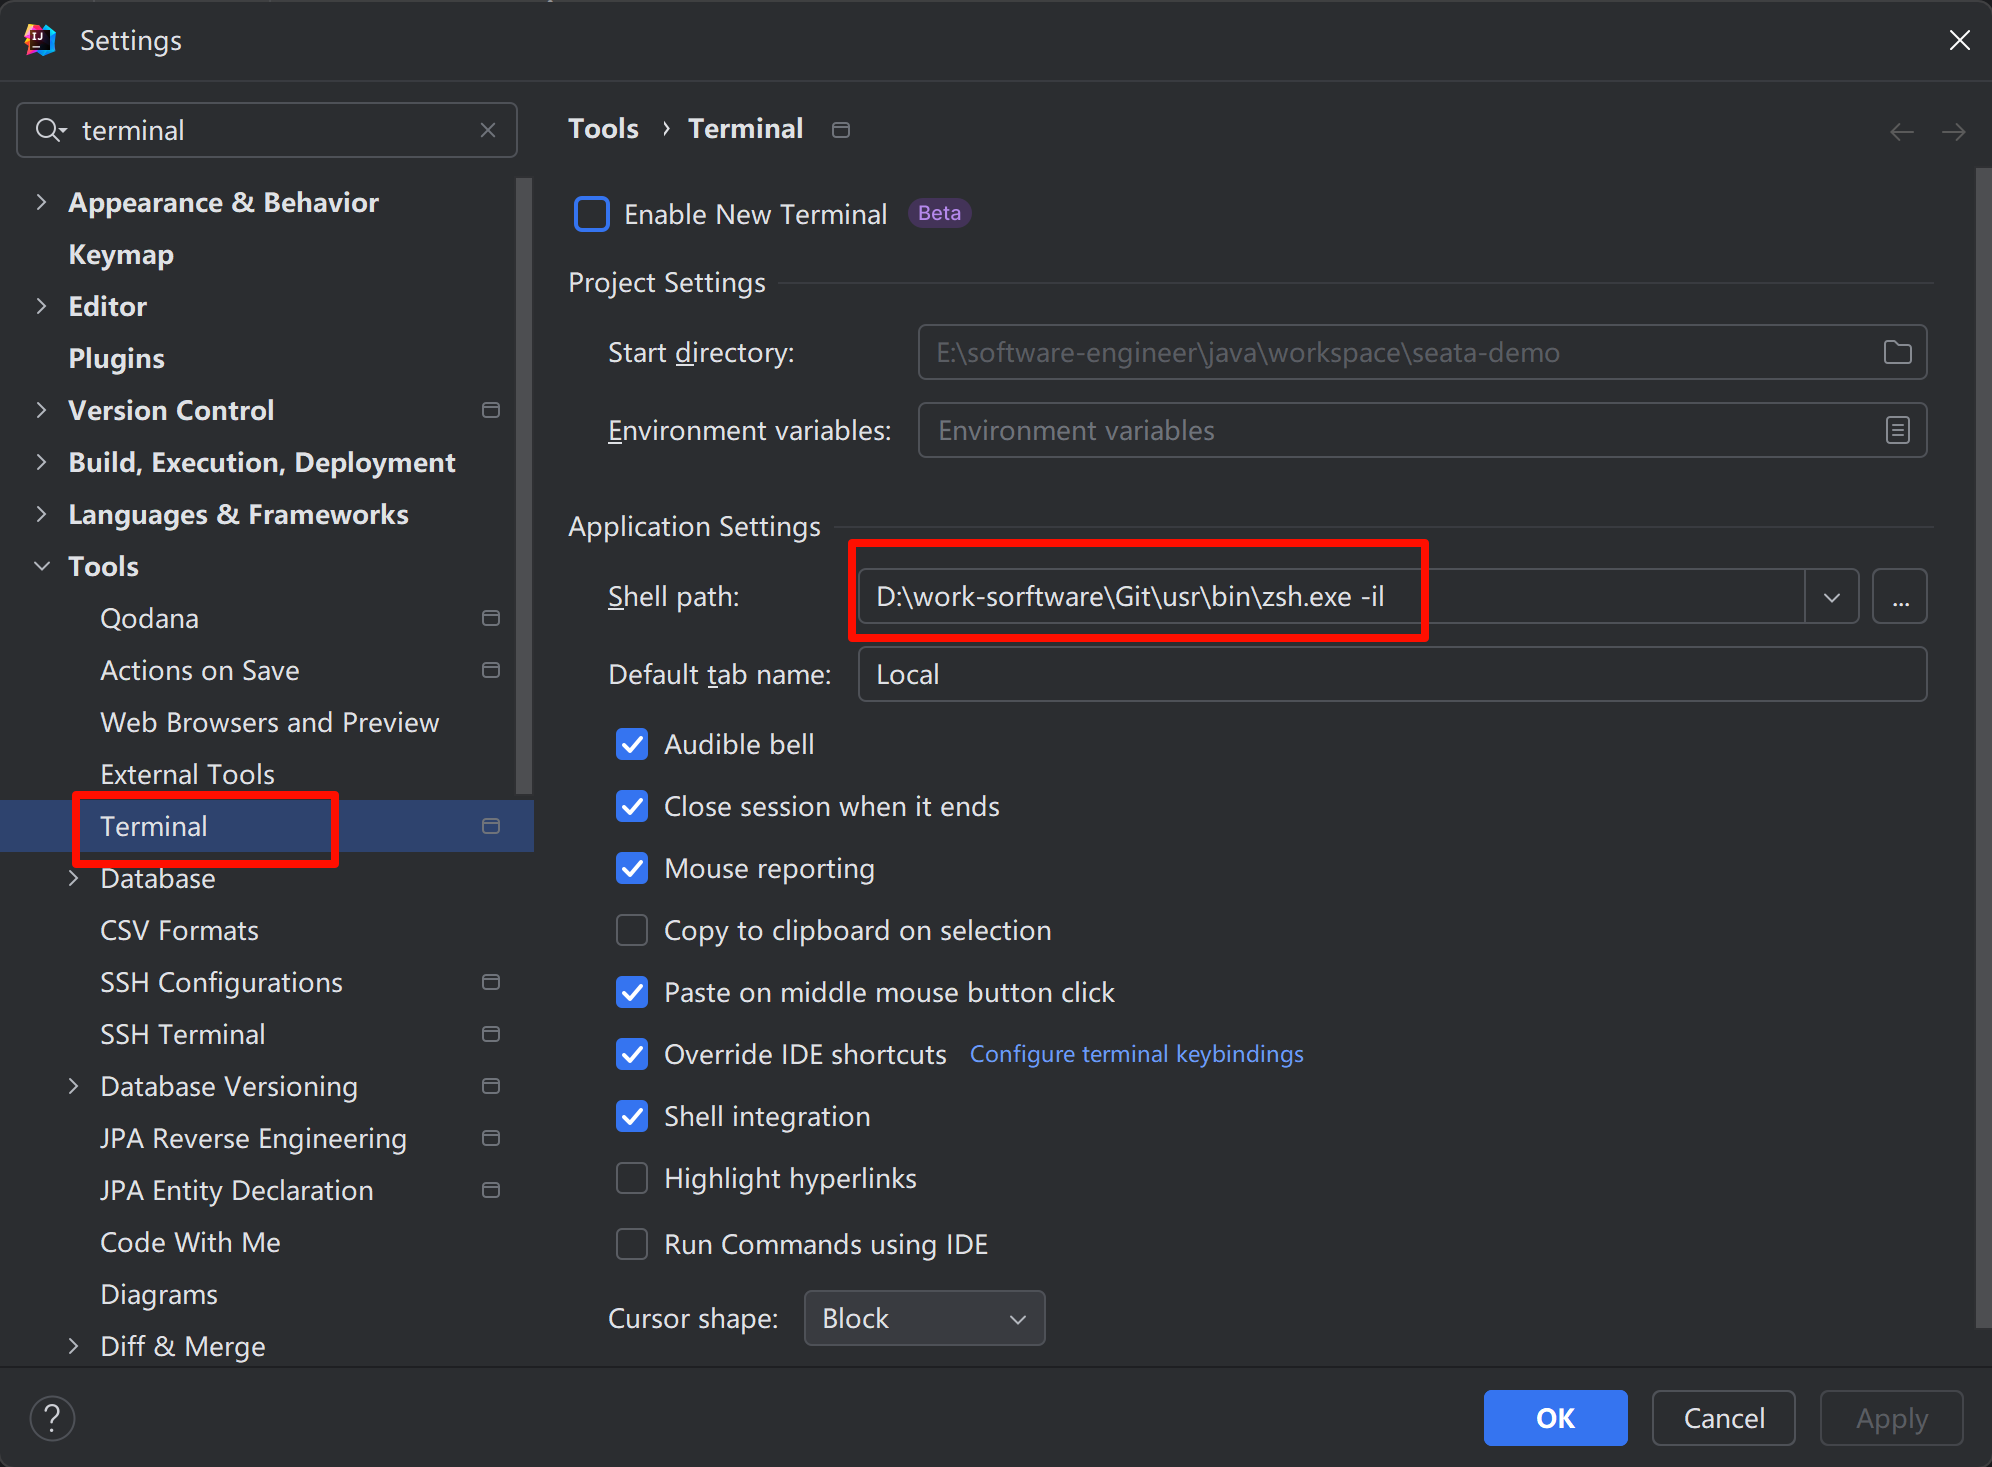 Settings
terminal
Appearance & Behavior
Keymap
Editor
Plugins
Version Control
Build, Execution, Deployment
Languages & Frameworks
Tools
Qodana
Actions on Save
Web Browsers and Preview
External Tools
Terminal
Database
CSV Formats
SSH Configurations
SSH Terminal
Database Versioning
JPA Reverse Engineering
JPA Entity Declaration
Code With Me
Diagrams
Diff & Merge
Tools › Terminal
Enable New Terminal Beta
Project Settings
Start directory: E:\software-engineer\java\workspace\seata-demo
Environment variables: Environment variables
Application Settings
Shell path: D:\work-sorftware\Git\usr\bin\zsh.exe -il ...
Default tab name: Local
Audible bell
Close session when it ends
Mouse reporting
Copy to clipboard on selection
Paste on middle mouse button click
Override IDE shortcuts Configure terminal keybindings
Shell integration
Highlight hyperlinks
Run Commands using IDE
Cursor shape: Block
? OK Cancel Apply